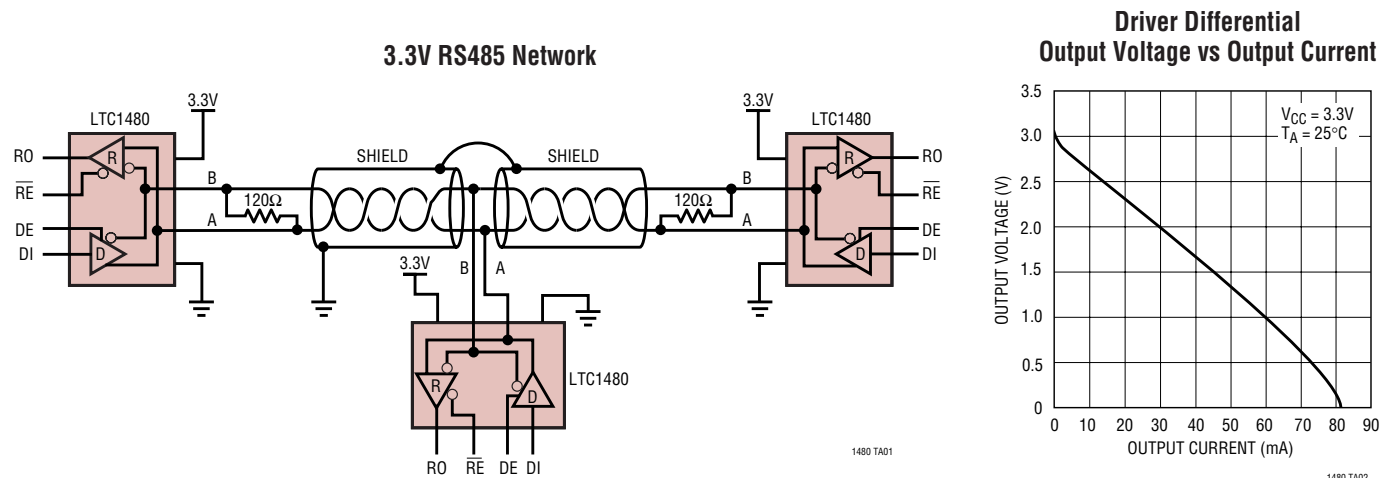 3.3V RS485 Network
LTC1480
3.3V
RO
R
RE
DE
DI
D
B
120Ω
A
SHIELD
SHIELD
B
120Ω
A
3.3V
LTC1480
R
RO
RE
DE
D
DI
3.3V
B
A
R
D
LTC1480
RO
RE
DE
DI
1480 TA01
Driver Differential
Output Voltage vs Output Current
3.5
3.0
2.5
2.0
1.5
1.0
0.5
0
OUTPUT VOLTAGE (V)
VCC = 3.3V
TA = 25°C
0 10 20 30 40 50 60 70 80 90
OUTPUT CURRENT (mA)
1480 TA02